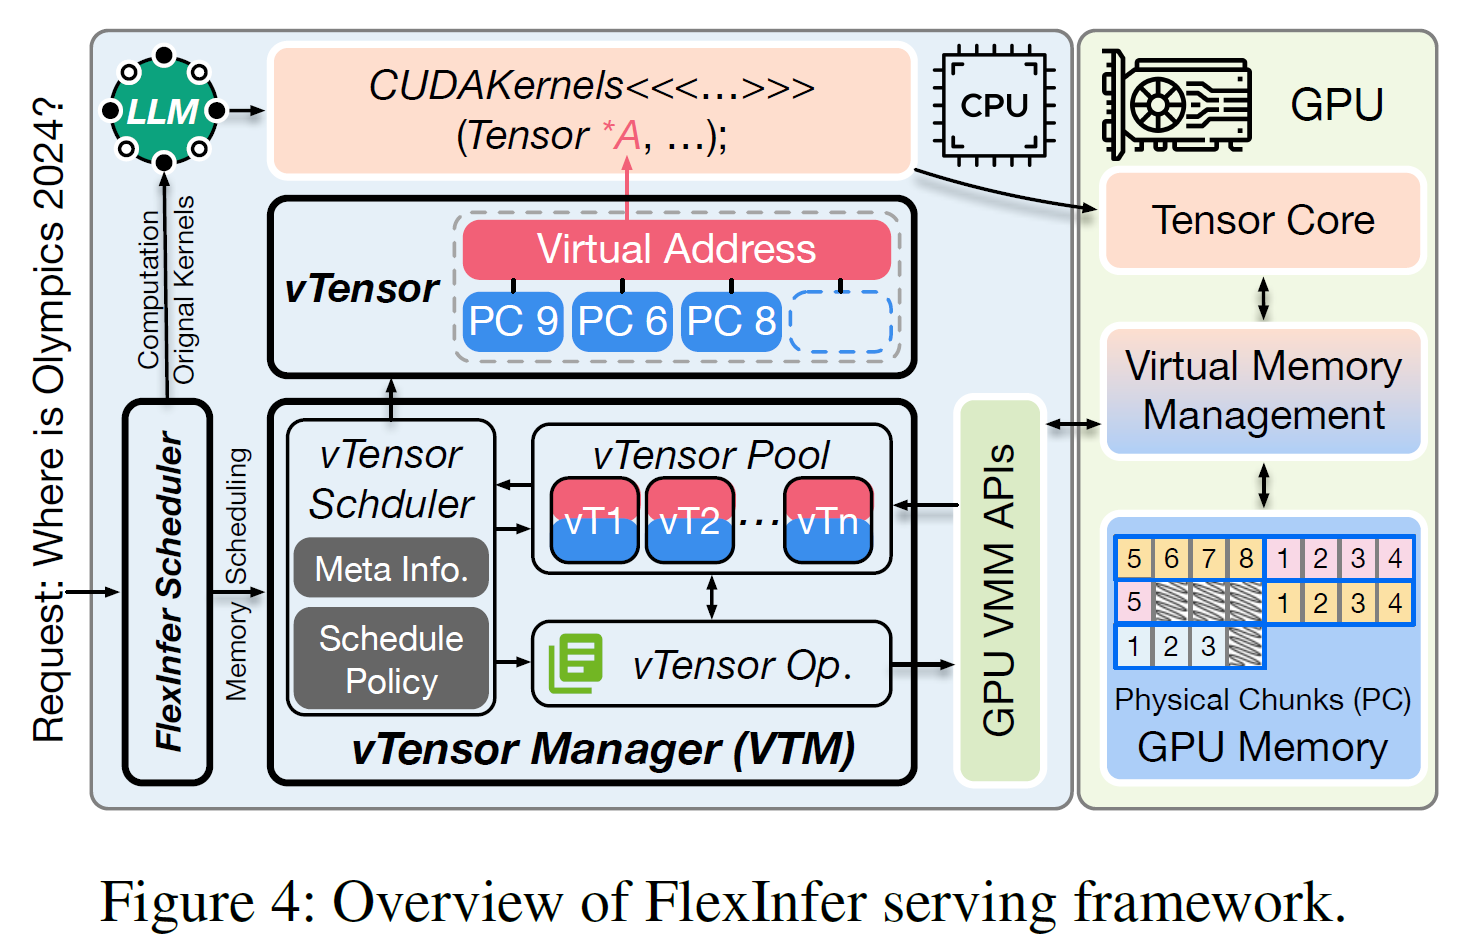 Request: Where is Olympics 2024?
LLM
CUDAKernels<<<...>>>
(Tensor *A, ...);
CPU
GPU
Computation
Orignal Kernels
vTensor
Virtual Address
PC 9 PC 6 PC 8
Tensor Core
Virtual Memory
Management
FlexInfer Scheduler
Memory Scheduling
vTensor
Schduler
Meta Info.
Schedule
Policy
vTensor Pool
vT1 vT2 ... vTn
vTensor Op.
vTensor Manager (VTM)
GPU VMM APIs
5 6 7 8 1 2 3 4
5 1 2 3 4
1 2 3
Physical Chunks (PC)
GPU Memory
Figure 4: Overview of FlexInfer serving framework.